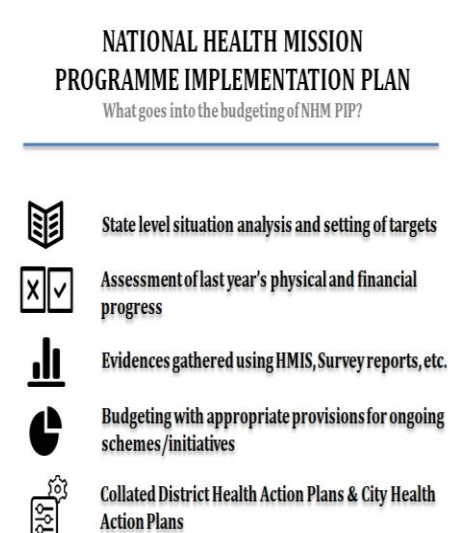 NATIONAL HEALTH MISSION
PROGRAMME IMPLEMENTATION PLAN
What goes into the budgeting of NHM PIP?
State level situation analysis and setting of targets
Assessment of last year's physical and financial
progress
Evidences gathered using HMIS, Survey reports, etc.
Budgeting with appropriate provisions for ongoing
schemes/initiatives
Collated District Health Action Plans & City Health
Action Plans